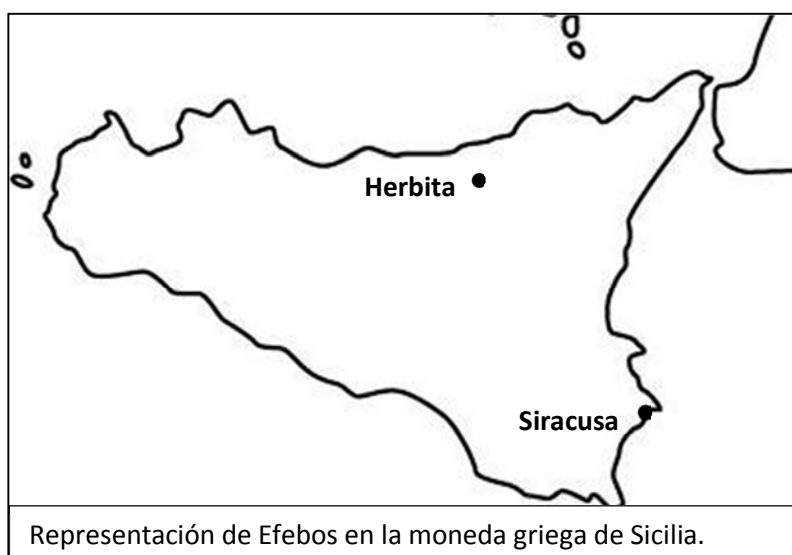 Herbita
Siracusa
Representación de Efebos en la moneda griega de Sicilia.